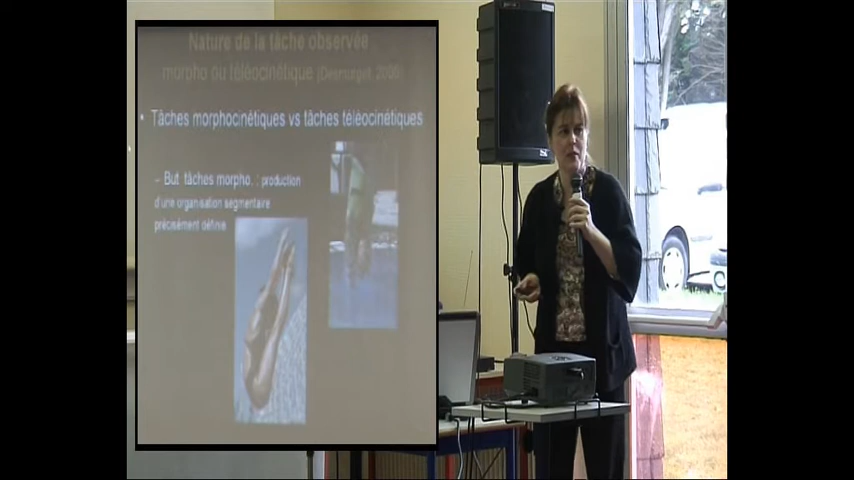 Nature de la tâche observée
morpho ou téléocinétique (Desmurget, 2006)
• Tâches morphocinétiques vs tâches téléocinétiques
– But tâches morpho. : production
d'une organisation segmentaire
précisément définie